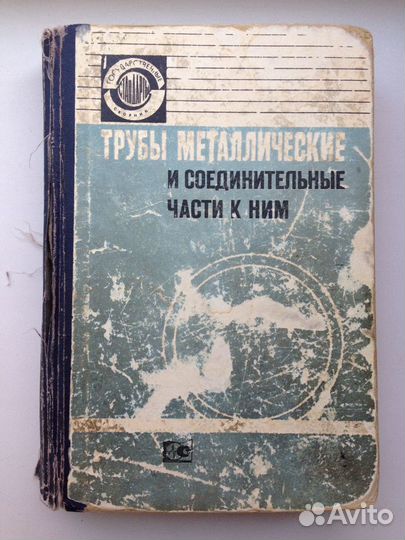 ГОСУДАРСТВЕННЫЕ
СТАНДАРТЫ
СБОРНИК
ТРУБЫ МЕТАЛЛИЧЕСКИЕ
И СОЕДИНИТЕЛЬНЫЕ
ЧАСТИ К НИМ
Avito